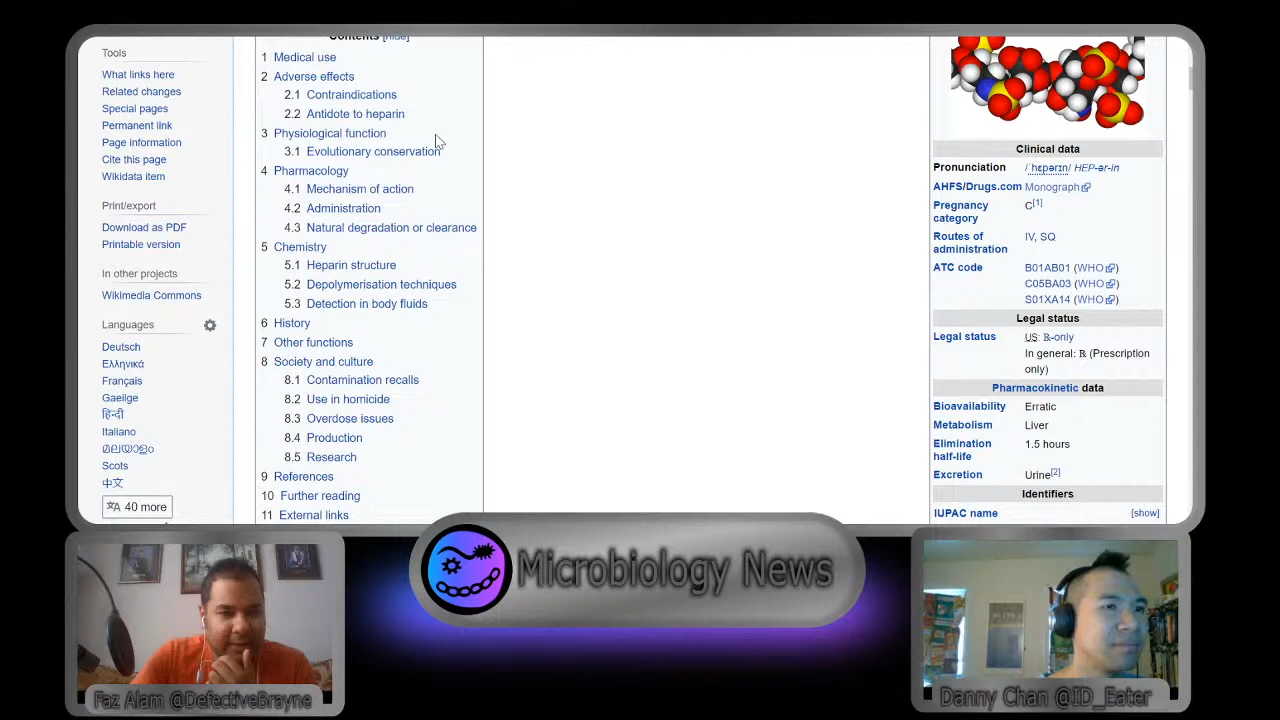 Tools
What links here
Related changes
Special pages
Permanent link
Page information
Cite this page
Wikidata item
Print/export
Download as PDF
Printable version
In other projects
Wikimedia Commons
Languages
Deutsch
Ελληνικά
Français
Gaeilge
हिन्दी
Italiano
മലയാളം
Scots
中文
40 more
Contents [hide]
1 Medical use
2 Adverse effects
2.1 Contraindications
2.2 Antidote to heparin
3 Physiological function
3.1 Evolutionary conservation
4 Pharmacology
4.1 Mechanism of action
4.2 Administration
4.3 Natural degradation or clearance
5 Chemistry
5.1 Heparin structure
5.2 Depolymerisation techniques
5.3 Detection in body fluids
6 History
7 Other functions
8 Society and culture
8.1 Contamination recalls
8.2 Use in homicide
8.3 Overdose issues
8.4 Production
8.5 Research
9 References
10 Further reading
11 External links
Clinical data
Pronunciation /ˈhɛpərɪn/ HEP-ər-in
AHFS/Drugs.com Monograph
Pregnancy category C[1]
Routes of administration IV, SQ
ATC code B01AB01 (WHO)
C05BA03 (WHO)
S01XA14 (WHO)
Legal status
Legal status US: ℞-only
In general: ℞ (Prescription
only)
Pharmacokinetic data
Bioavailability Erratic
Metabolism Liver
Elimination half-life 1.5 hours
Excretion Urine[2]
Identifiers
IUPAC name [show]
Microbiology News
Faz Alam @DefectiveBrayne
Danny Chan @ID_Eater